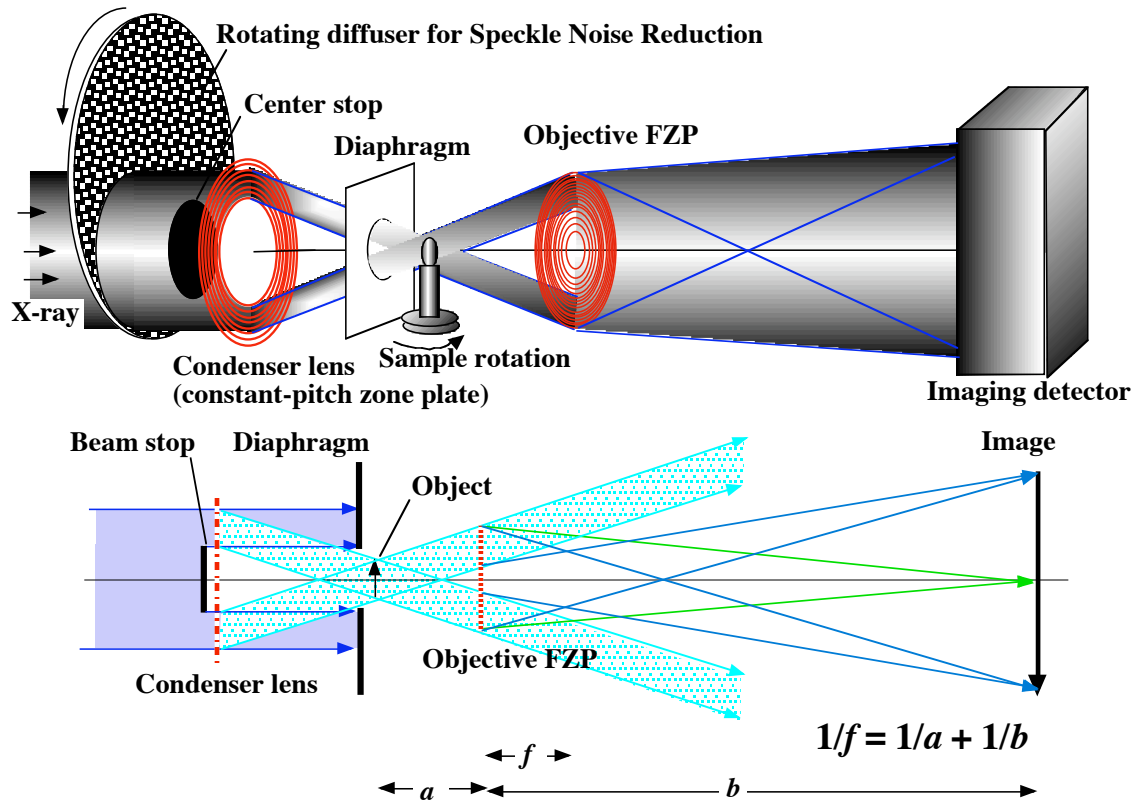 Rotating diffuser for Speckle Noise Reduction
Center stop
Objective FZP
Diaphragm
X-ray
Sample rotation
Condenser lens
(constant-pitch zone plate)
Imaging detector
Beam stop
Diaphragm
Image
Object
Objective FZP
Condenser lens
1/f = 1/a + 1/b
f
a
b